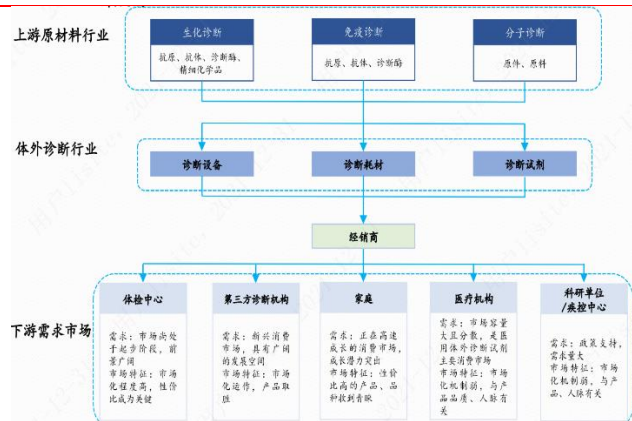 上游原材料行业
生化诊断
抗原、抗体、诊断酶、
精细化学品
免疫诊断
抗原、抗体、诊断酶
分子诊断
原件、原料
体外诊断行业
诊断设备
诊断耗材
诊断试剂
经销商
下游需求市场
体检中心
需求：市场尚处
于起步阶段，前
景广阔
市场特征：市场
化程度高，性价
比成为关键
第三方诊断机构
需求：新兴消费
市场，具有广阔
的发展空间
市场特征：市场
化运作，产品取
胜
家庭
需求：正在高速
成长的消费市场，
成长潜力突出
市场特征：性价
比高的产品、品
种收到青睐
医疗机构
需求：市场容量
大且分散，是医
用体外诊断试剂
主要消费市场
市场特征：市场
化机制弱，与产
品品质、人脉有
关
科研单位
/疾控中心
需求：政策支持，
需求量大
市场特征：市场
化机制弱，与产
品、人脉有关